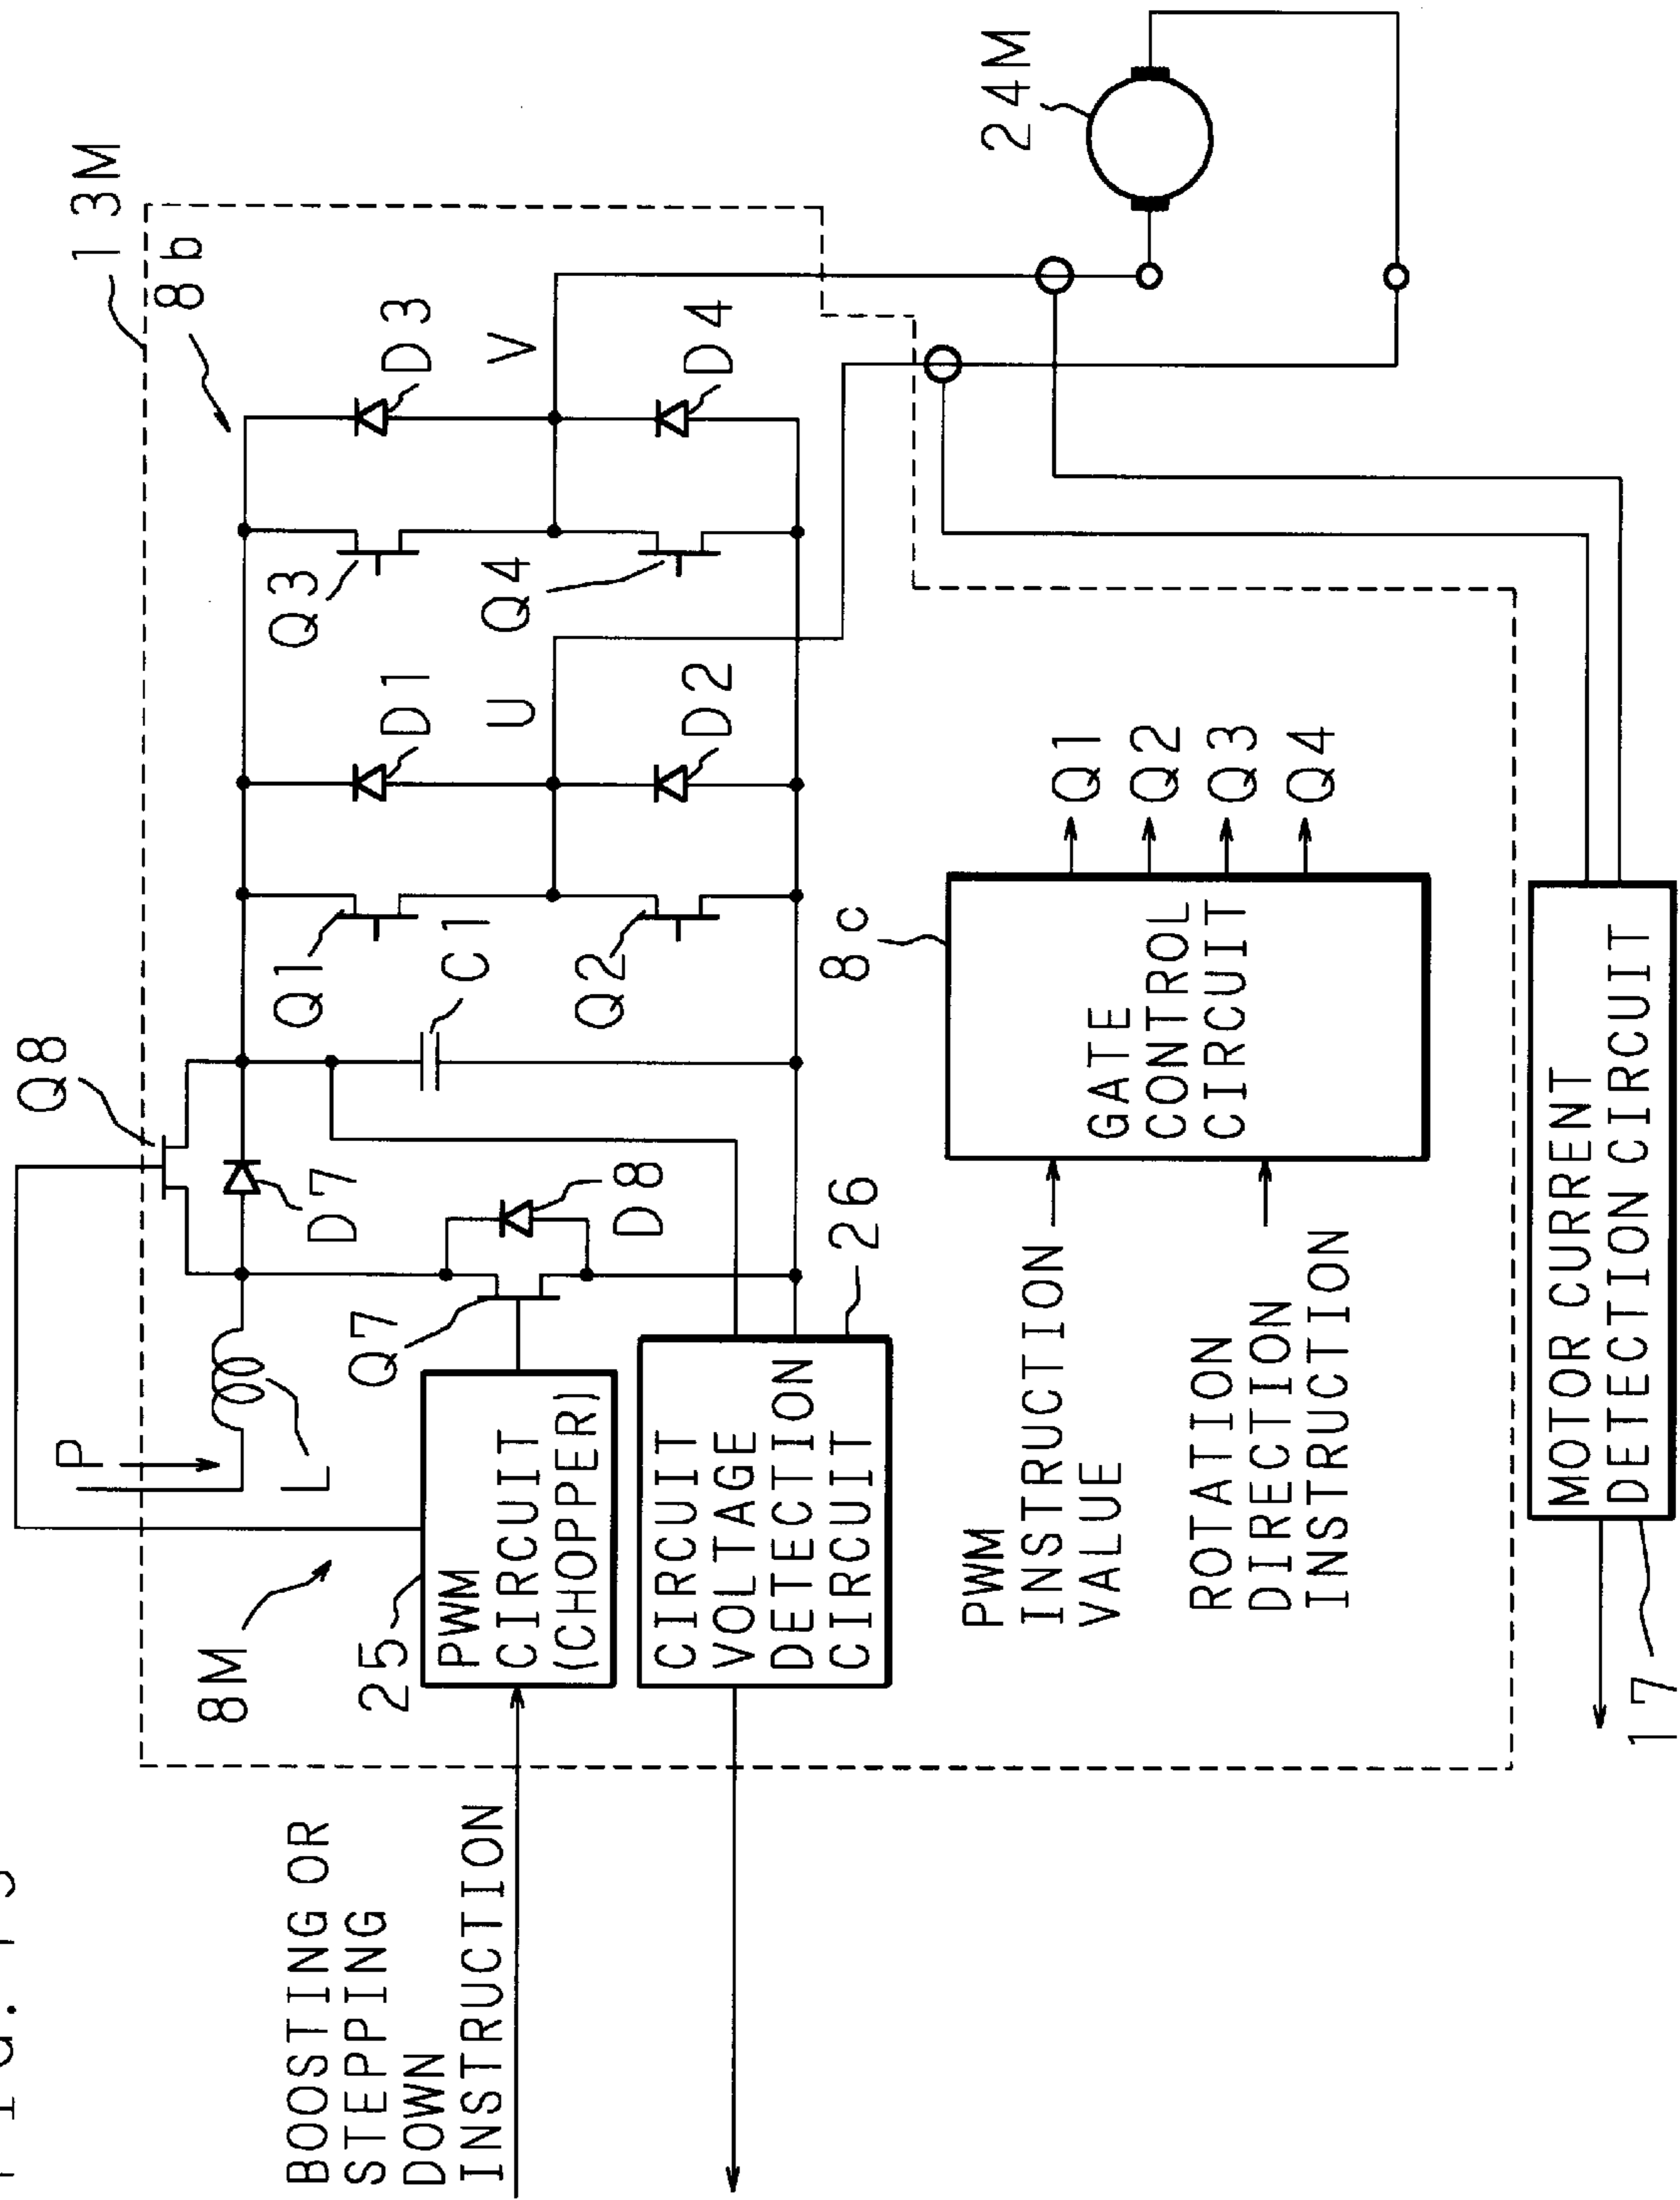 13M
8b
Q8
P
L
D7
8M
25
PWM
CIRCUIT
(CHOPPER)
Q7
D8
BOOSTING OR
STEPPING
DOWN
INSTRUCTION
CIRCUIT
VOLTAGE
DETECTION
CIRCUIT
26
C1
Q1
Q2
D1
U
D2
Q3
Q4
D3
V
D4
24M
8c
GATE
CONTROL
CIRCUIT
PWM
INSTRUCTION
VALUE
ROTATION
DIRECTION
INSTRUCTION
Q1
Q2
Q3
Q4
MOTOR CURRENT
DETECTION CIRCUIT
17